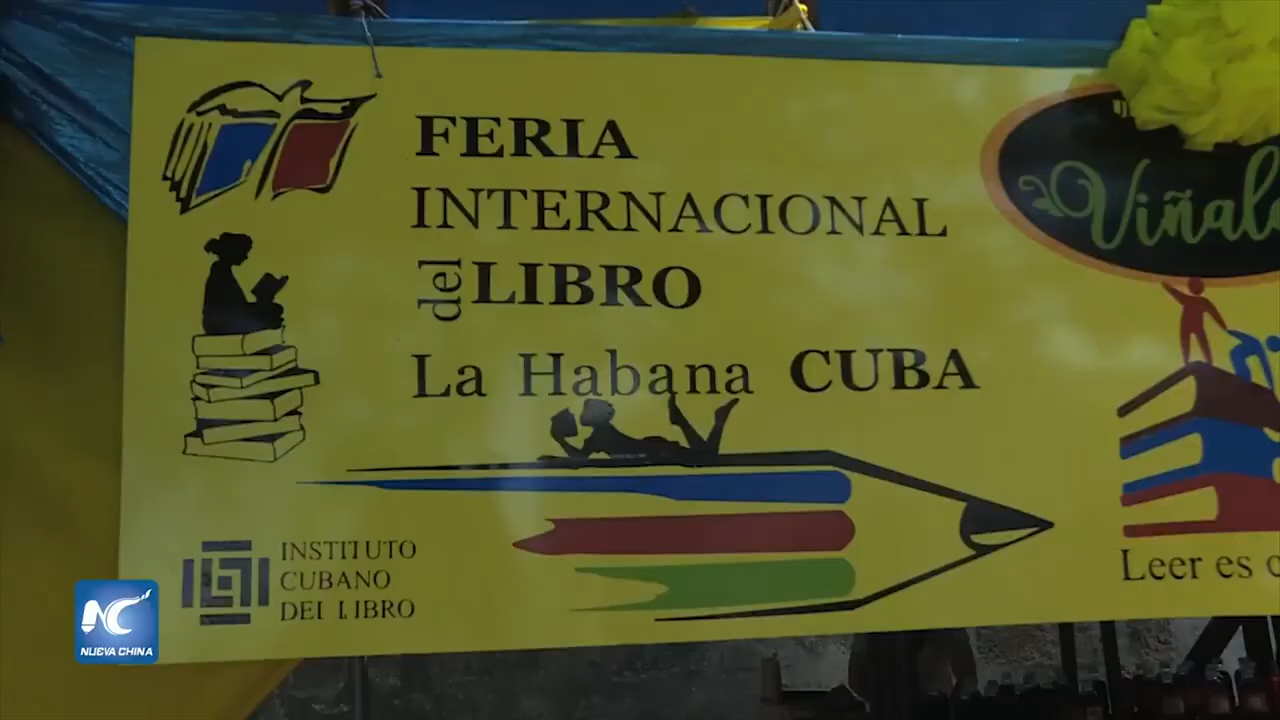 FERIA
INTERNACIONAL
del LIBRO
La Habana CUBA
INSTITUTO
CUBANO
DEL LIBRO
Leer es
NUEVA CHINA